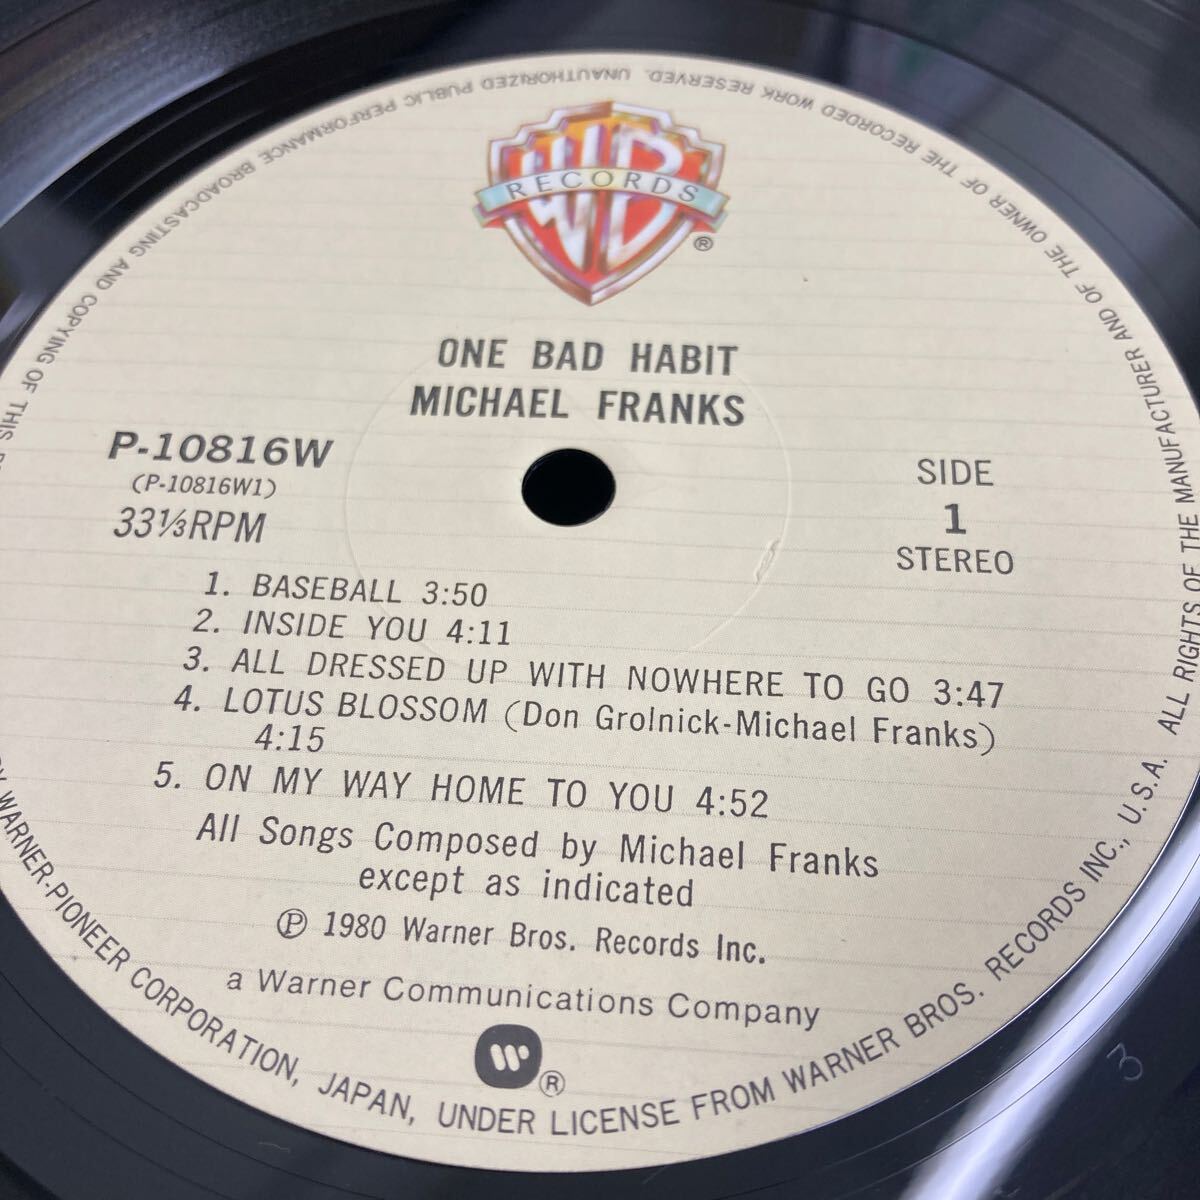 WB
RECORDS
®
ONE BAD HABIT
MICHAEL FRANKS
P-10816W
(P-10816W1)
33⅓RPM
SIDE
1
STEREO
1. BASEBALL 3:50
2. INSIDE YOU 4:11
3. ALL DRESSED UP WITH NOWHERE TO GO 3:47
4. LOTUS BLOSSOM (Don Grolnick-Michael Franks)
4:15
5. ON MY WAY HOME TO YOU 4:52
All Songs Composed by Michael Franks
except as indicated
Ⓟ 1980 Warner Bros. Records Inc.
a Warner Communications Company
®
WARNER-PIONEER CORPORATION, JAPAN, UNDER LICENSE FROM WARNER BROS. RECORDS INC., U.S.A. ALL RIGHTS OF THE MANUFACTURER AND OF THE OWNER OF THE RECORDED WORK RESERVED. UNAUTHORIZED PUBLIC PERFORMANCE BROADCASTING AND COPYING OF THIS
3